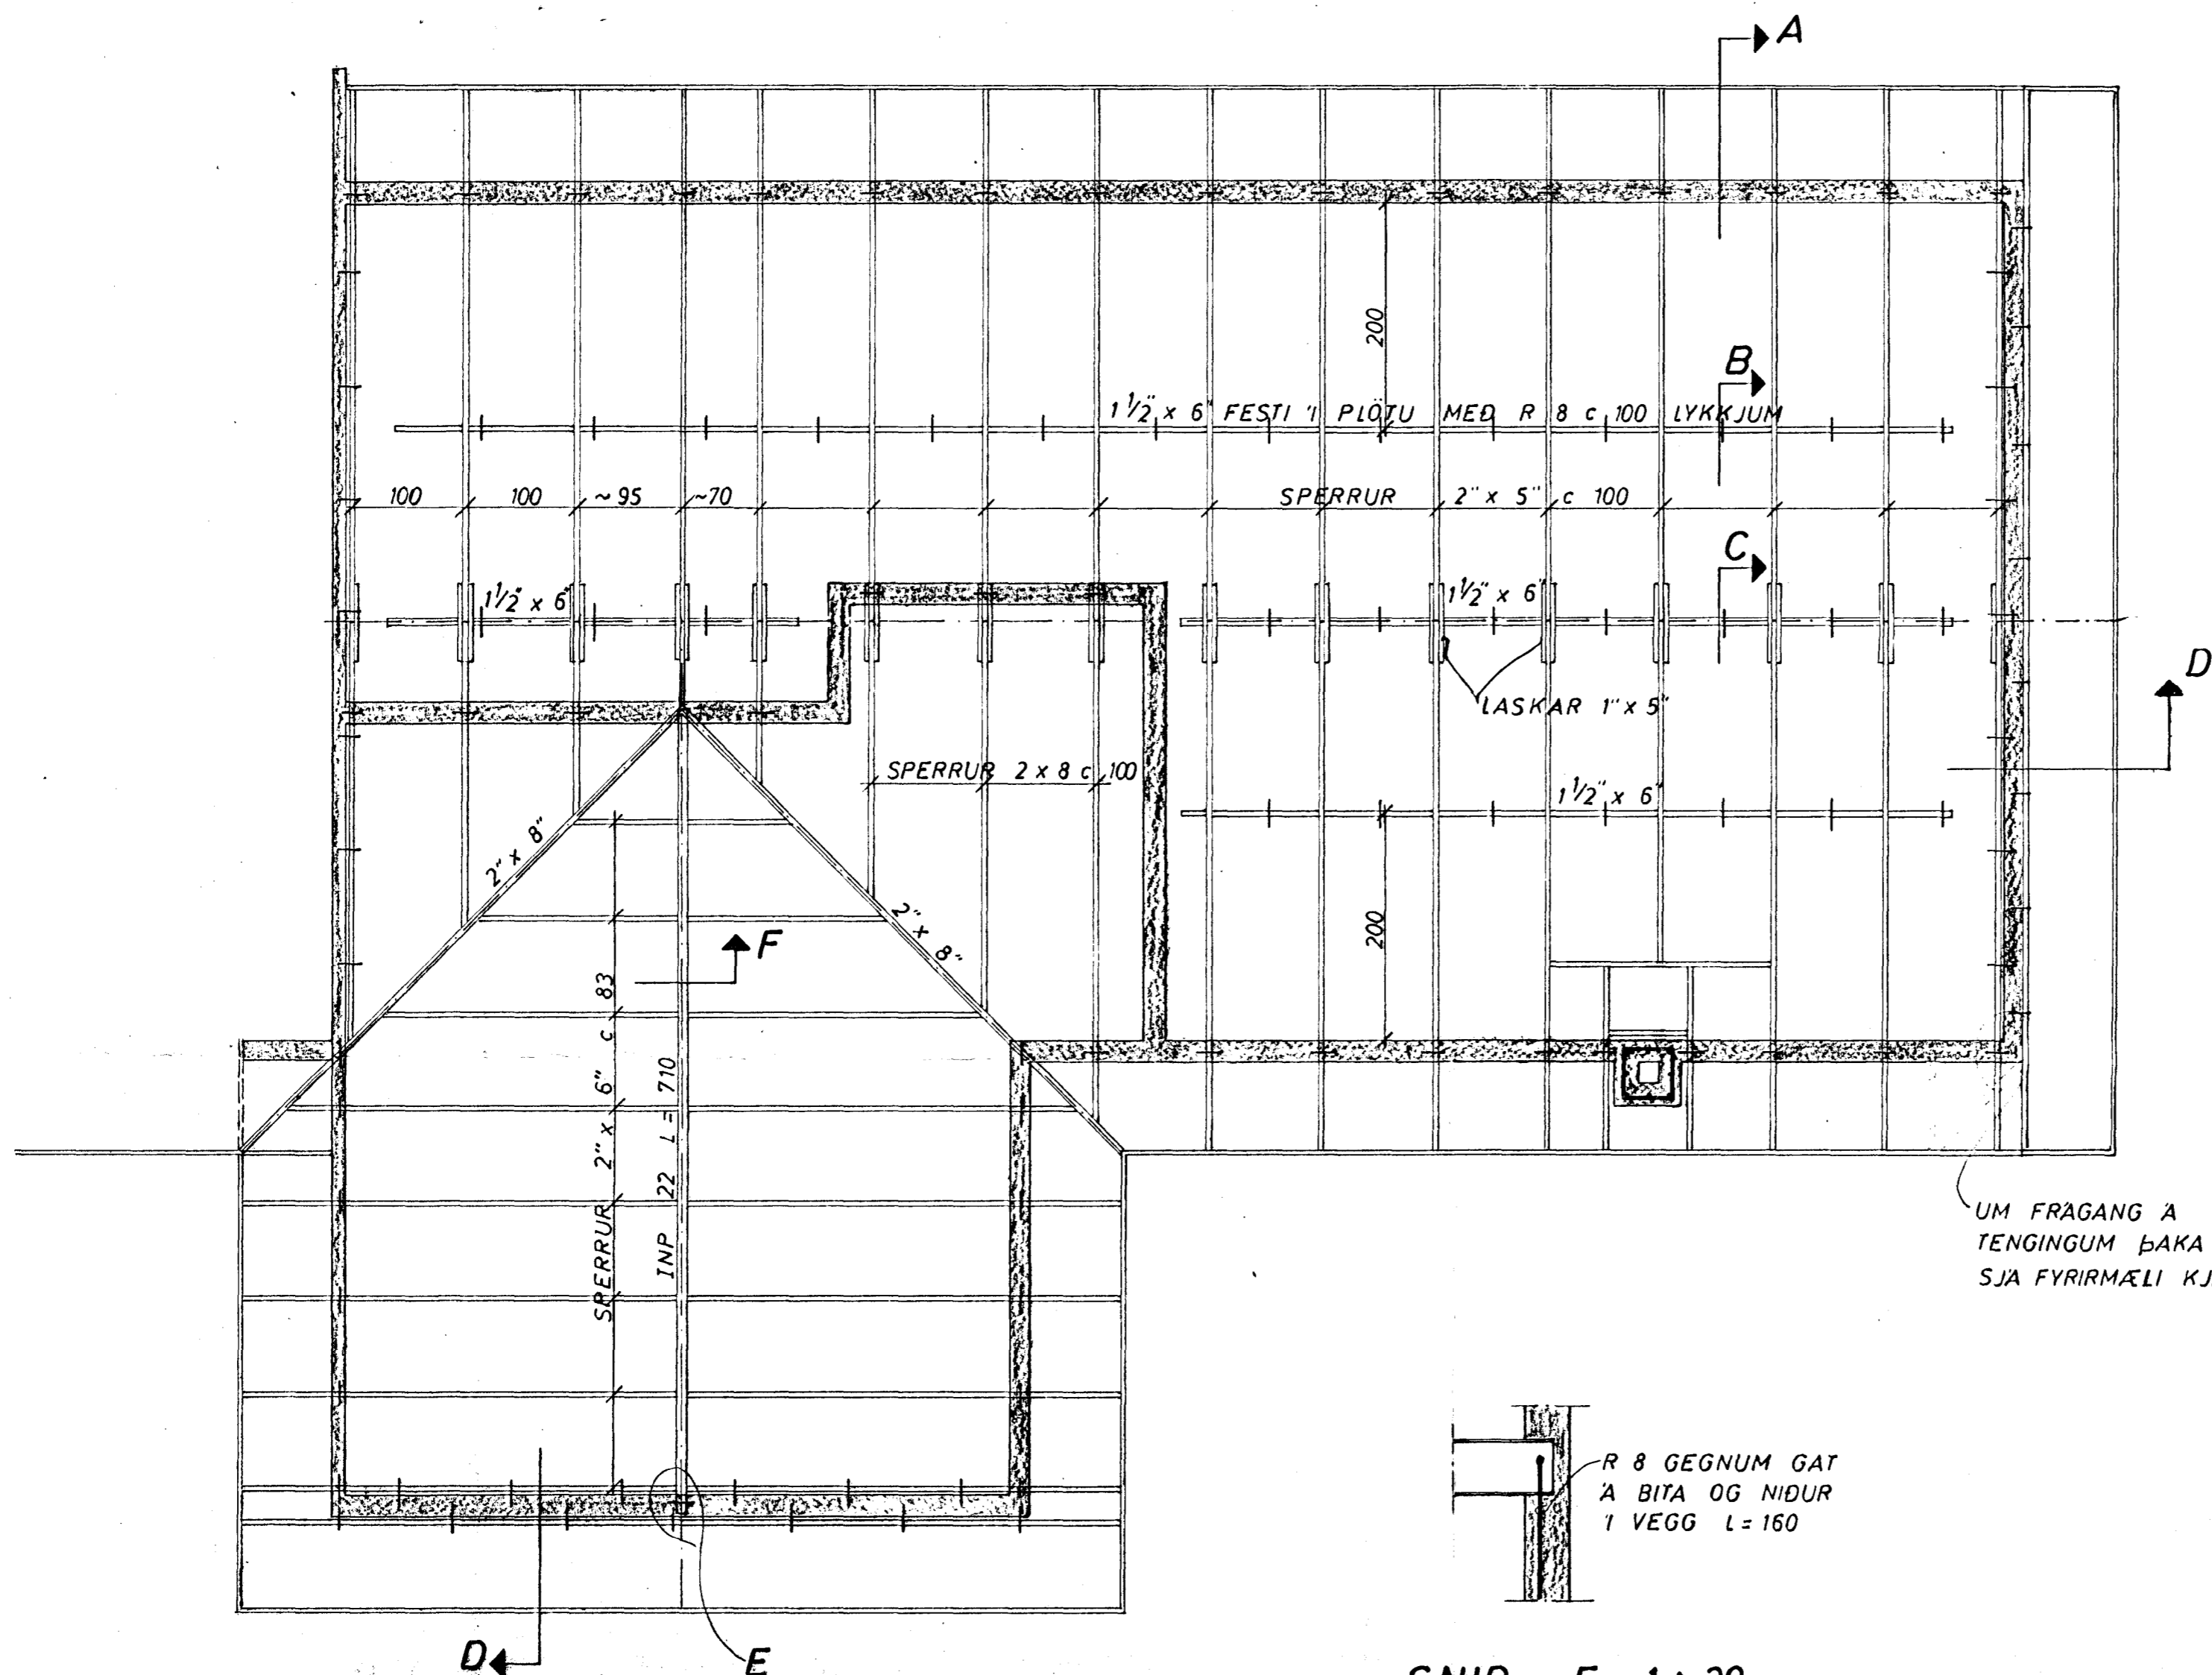 A
200
B
1½" x 6" FESTI Í PLÖTU MEÐ R 8 c 100 LYKKJUM
100 100 ~95 ~70 SPERRUR 2" x 5" c 100
C
1½" x 6" 1½" x 6"
D
LASKAR 1" x 5"
SPERRUR 2 x 8 c 100
1½" x 6"
2" x 8"
2" x 8"
200
F
SPERRUR 2" x 6" c 83
INP 22 L = 710
UM FRÁGANG Á
TENGINGUM ÞAKA
SJÁ FYRIRMÆLI KJ
R 8 GEGNUM GAT
Á BITA OG NIÐUR
Í VEGG L = 160
D
E